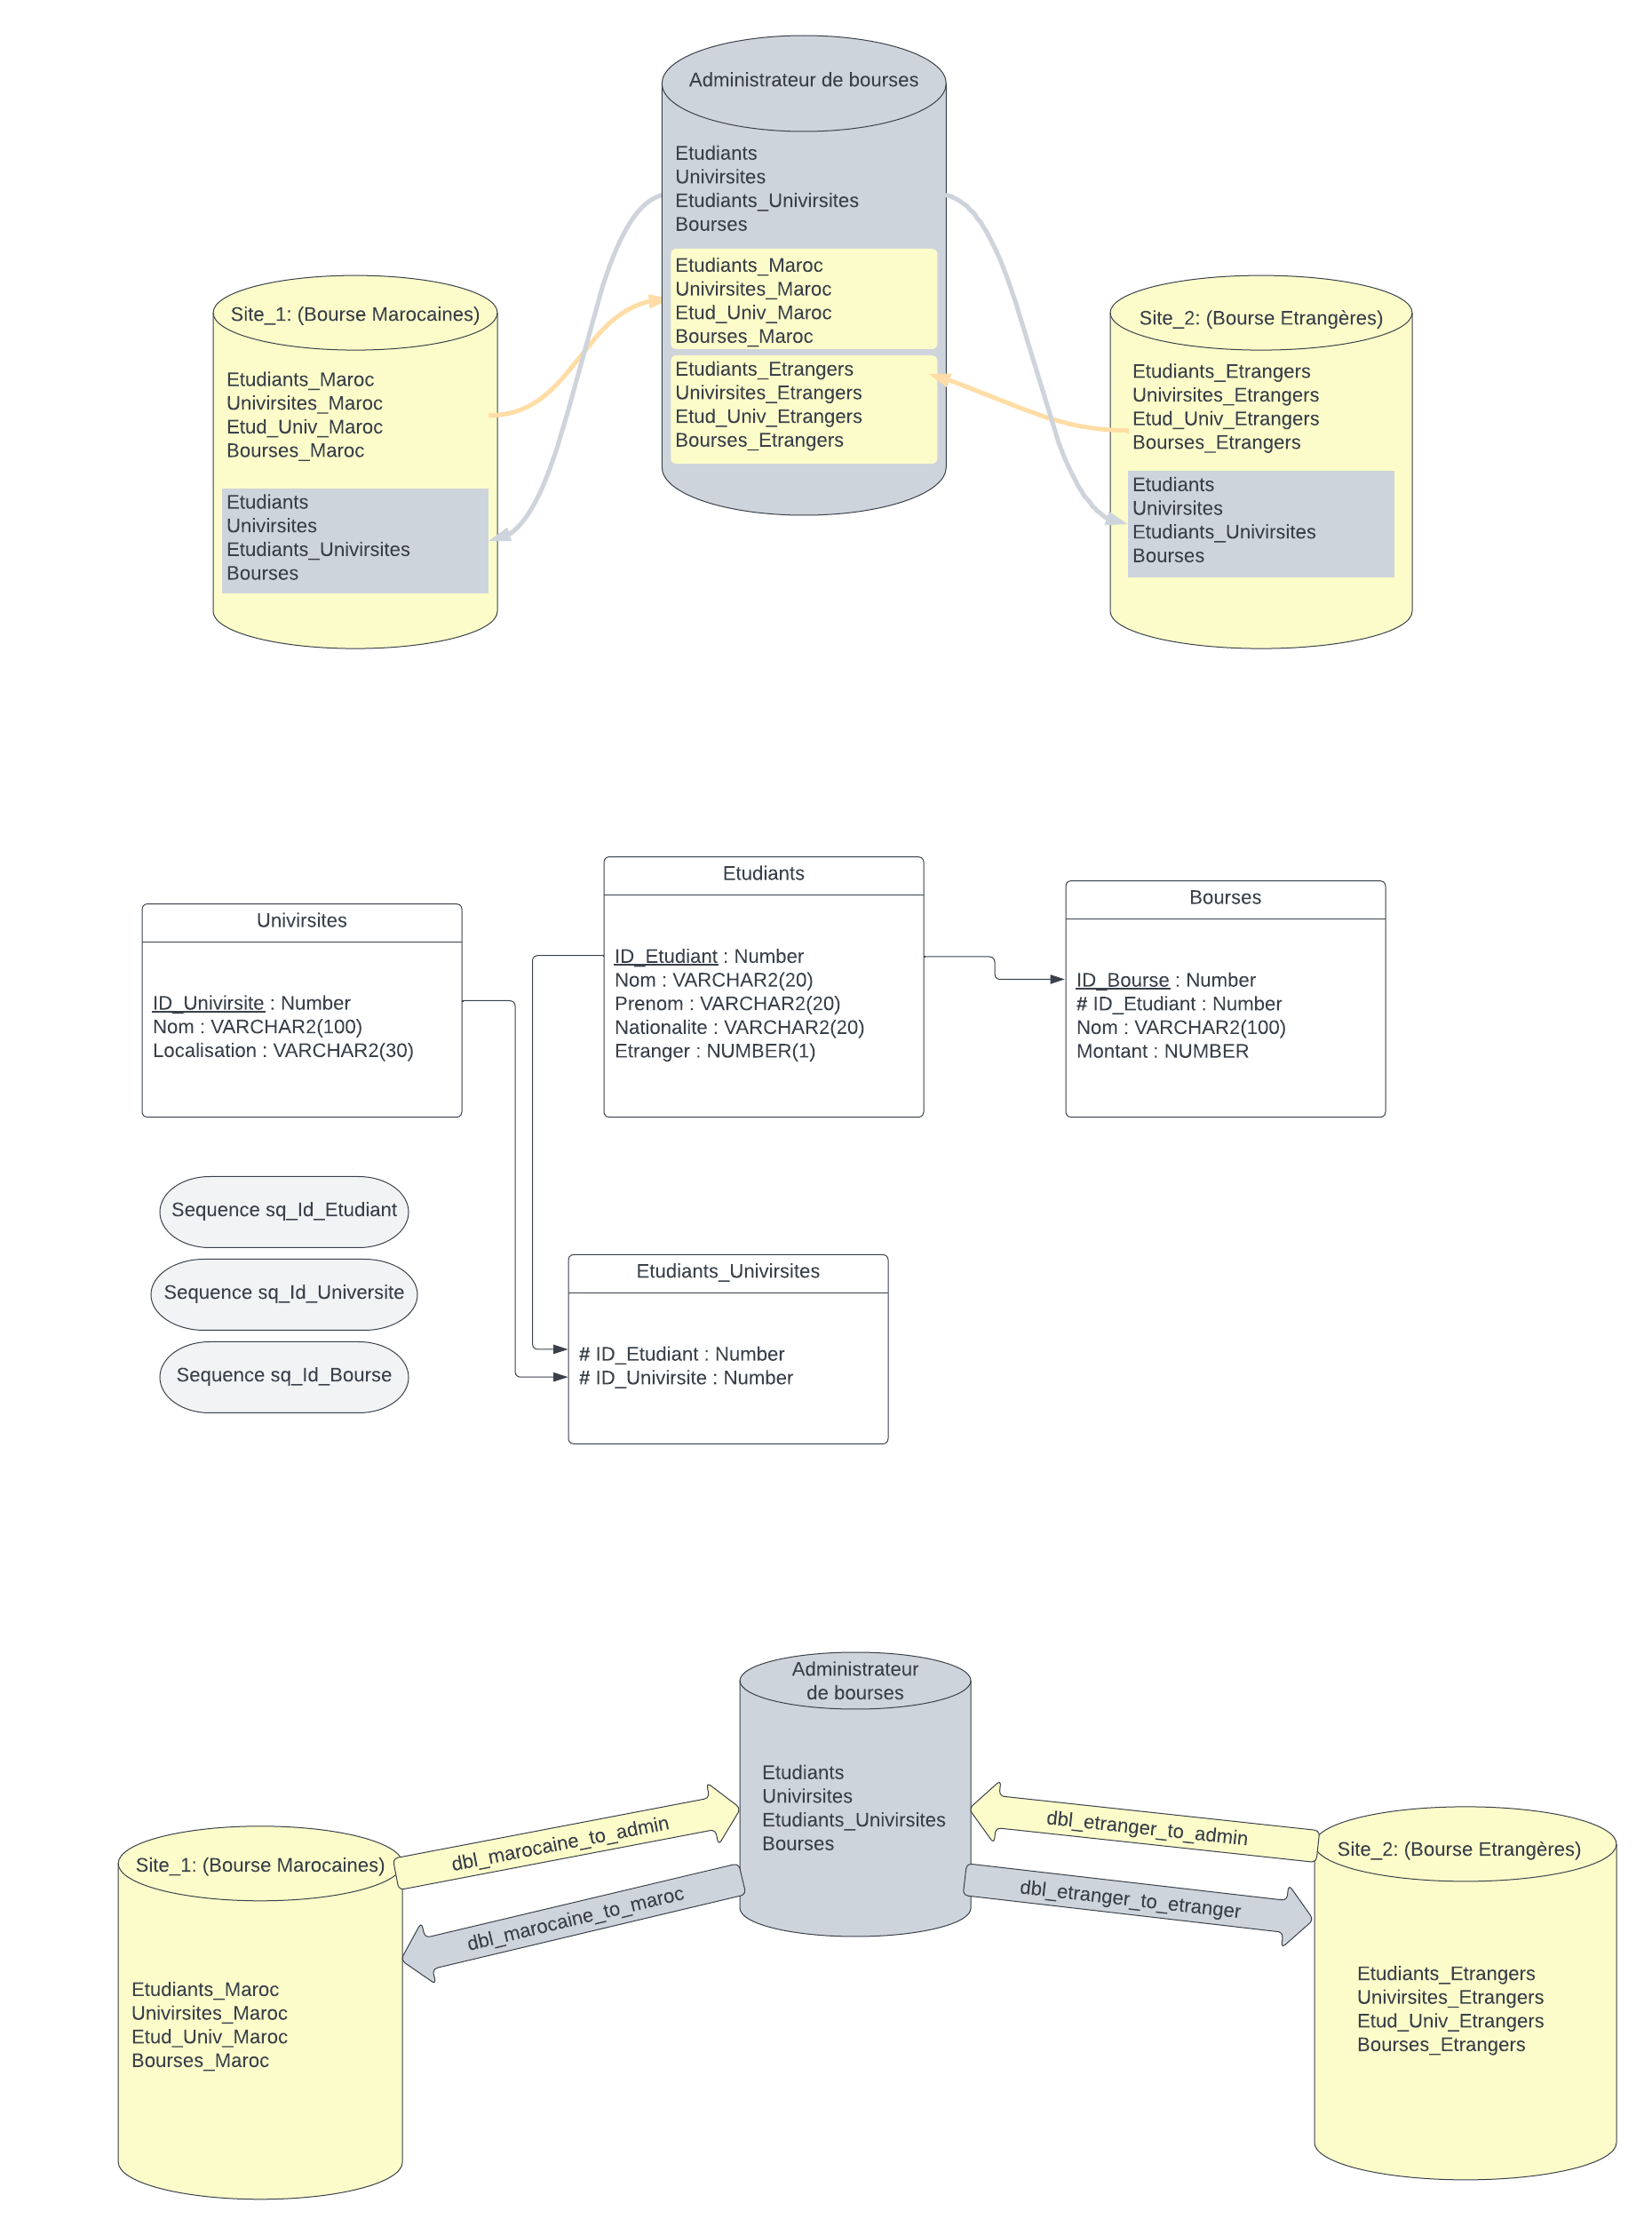 Administrateur de bourses
Etudiants
Univirsites
Etudiants_Univirsites
Bourses
Etudiants_Maroc
Univirsites_Maroc
Etud_Univ_Maroc
Bourses_Maroc
Etudiants_Etrangers
Univirsites_Etrangers
Etud_Univ_Etrangers
Bourses_Etrangers
Site_1: (Bourse Marocaines)
Etudiants_Maroc
Univirsites_Maroc
Etud_Univ_Maroc
Bourses_Maroc
Etudiants
Univirsites
Etudiants_Univirsites
Bourses
Site_2: (Bourse Etrangères)
Etudiants_Etrangers
Univirsites_Etrangers
Etud_Univ_Etrangers
Bourses_Etrangers
Etudiants
Univirsites
Etudiants_Univirsites
Bourses
Univirsites
ID_Univirsite : Number
Nom : VARCHAR2(100)
Localisation : VARCHAR2(30)
Etudiants
ID_Etudiant : Number
Nom : VARCHAR2(20)
Prenom : VARCHAR2(20)
Nationalite : VARCHAR2(20)
Etranger : NUMBER(1)
Bourses
ID_Bourse : Number
# ID_Etudiant : Number
Nom : VARCHAR2(100)
Montant : NUMBER
Sequence sq_Id_Etudiant
Sequence sq_Id_Universite
Sequence sq_Id_Bourse
Etudiants_Univirsites
# ID_Etudiant : Number
# ID_Univirsite : Number
Administrateur
de bourses
Etudiants
Univirsites
Etudiants_Univirsites
Bourses
dbl_marocaine_to_admin
dbl_marocaine_to_maroc
dbl_etranger_to_admin
dbl_etranger_to_etranger
Site_1: (Bourse Marocaines)
Etudiants_Maroc
Univirsites_Maroc
Etud_Univ_Maroc
Bourses_Maroc
Site_2: (Bourse Etrangères)
Etudiants_Etrangers
Univirsites_Etrangers
Etud_Univ_Etrangers
Bourses_Etrangers